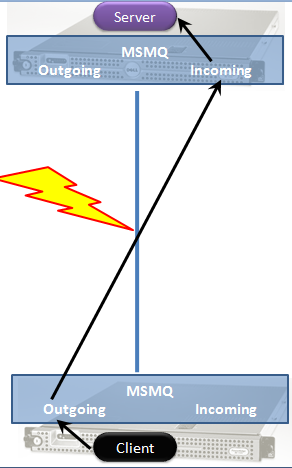 Server
MSMQ
Outgoing Incoming
MSMQ
Outgoing Incoming
Client